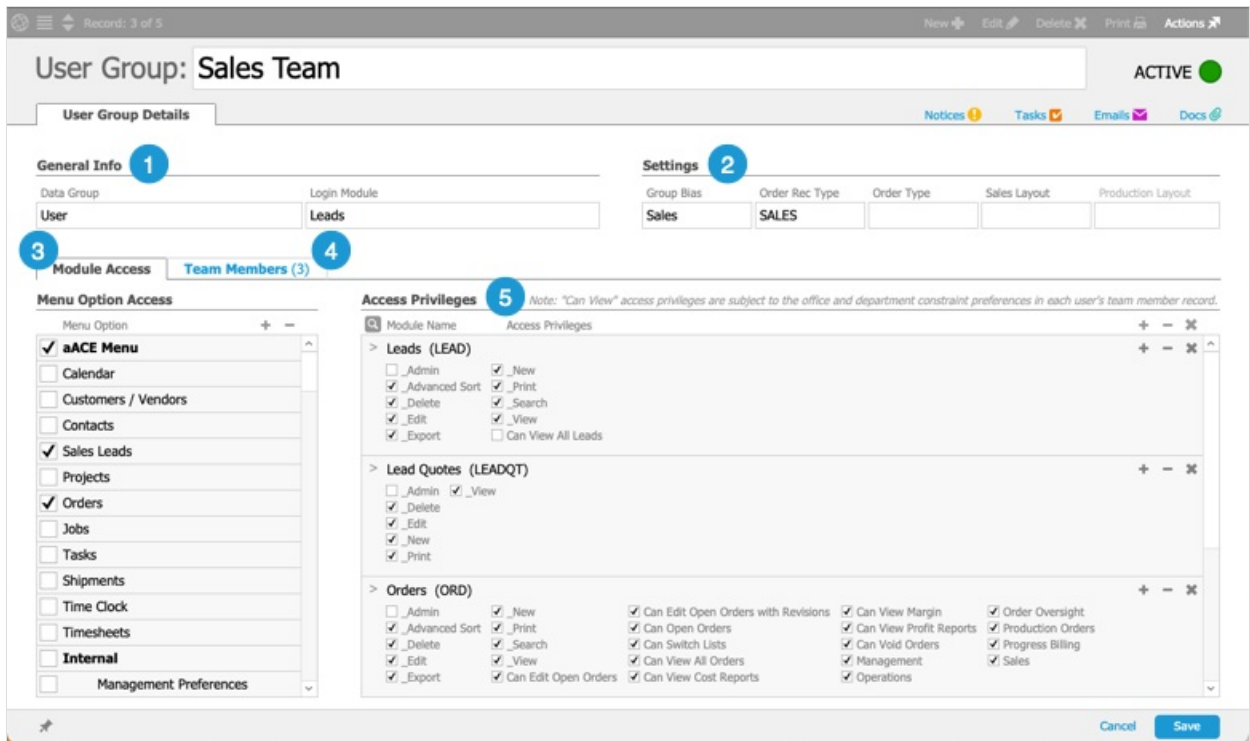 Record: 3 of 5 New Edit Delete Print Actions
User Group: Sales Team ACTIVE
User Group Details Notices Tasks Emails Docs
General Info 1 Settings 2
Data Group Login Module Group Bias Order Rec Type Order Type Sales Layout Production Layout
User Leads Sales SALES
3 Module Access Team Members (3) 4
Menu Option Access
Menu Option
aACE Menu
Calendar
Customers / Vendors
Contacts
Sales Leads
Projects
Orders
Jobs
Tasks
Shipments
Time Clock
Timesheets
Internal
Management Preferences
Access Privileges 5 Note: "Can View" access privileges are subject to the office and department constraint preferences in each user's team member record.
Module Name Access Privileges
> Leads (LEAD)
_Admin _New
_Advanced Sort _Print
_Delete _Search
_Edit _View
_Export Can View All Leads
> Lead Quotes (LEADQT)
_Admin _View
_Delete
_Edit
_New
_Print
> Orders (ORD)
_Admin _New Can Edit Open Orders with Revisions Can View Margin Order Oversight
_Advanced Sort _Print Can Open Orders Can View Profit Reports Production Orders
_Delete _Search Can Switch Lists Can Void Orders Progress Billing
_Edit _View Can View All Orders Management Sales
_Export Can Edit Open Orders Can View Cost Reports Operations
Cancel Save